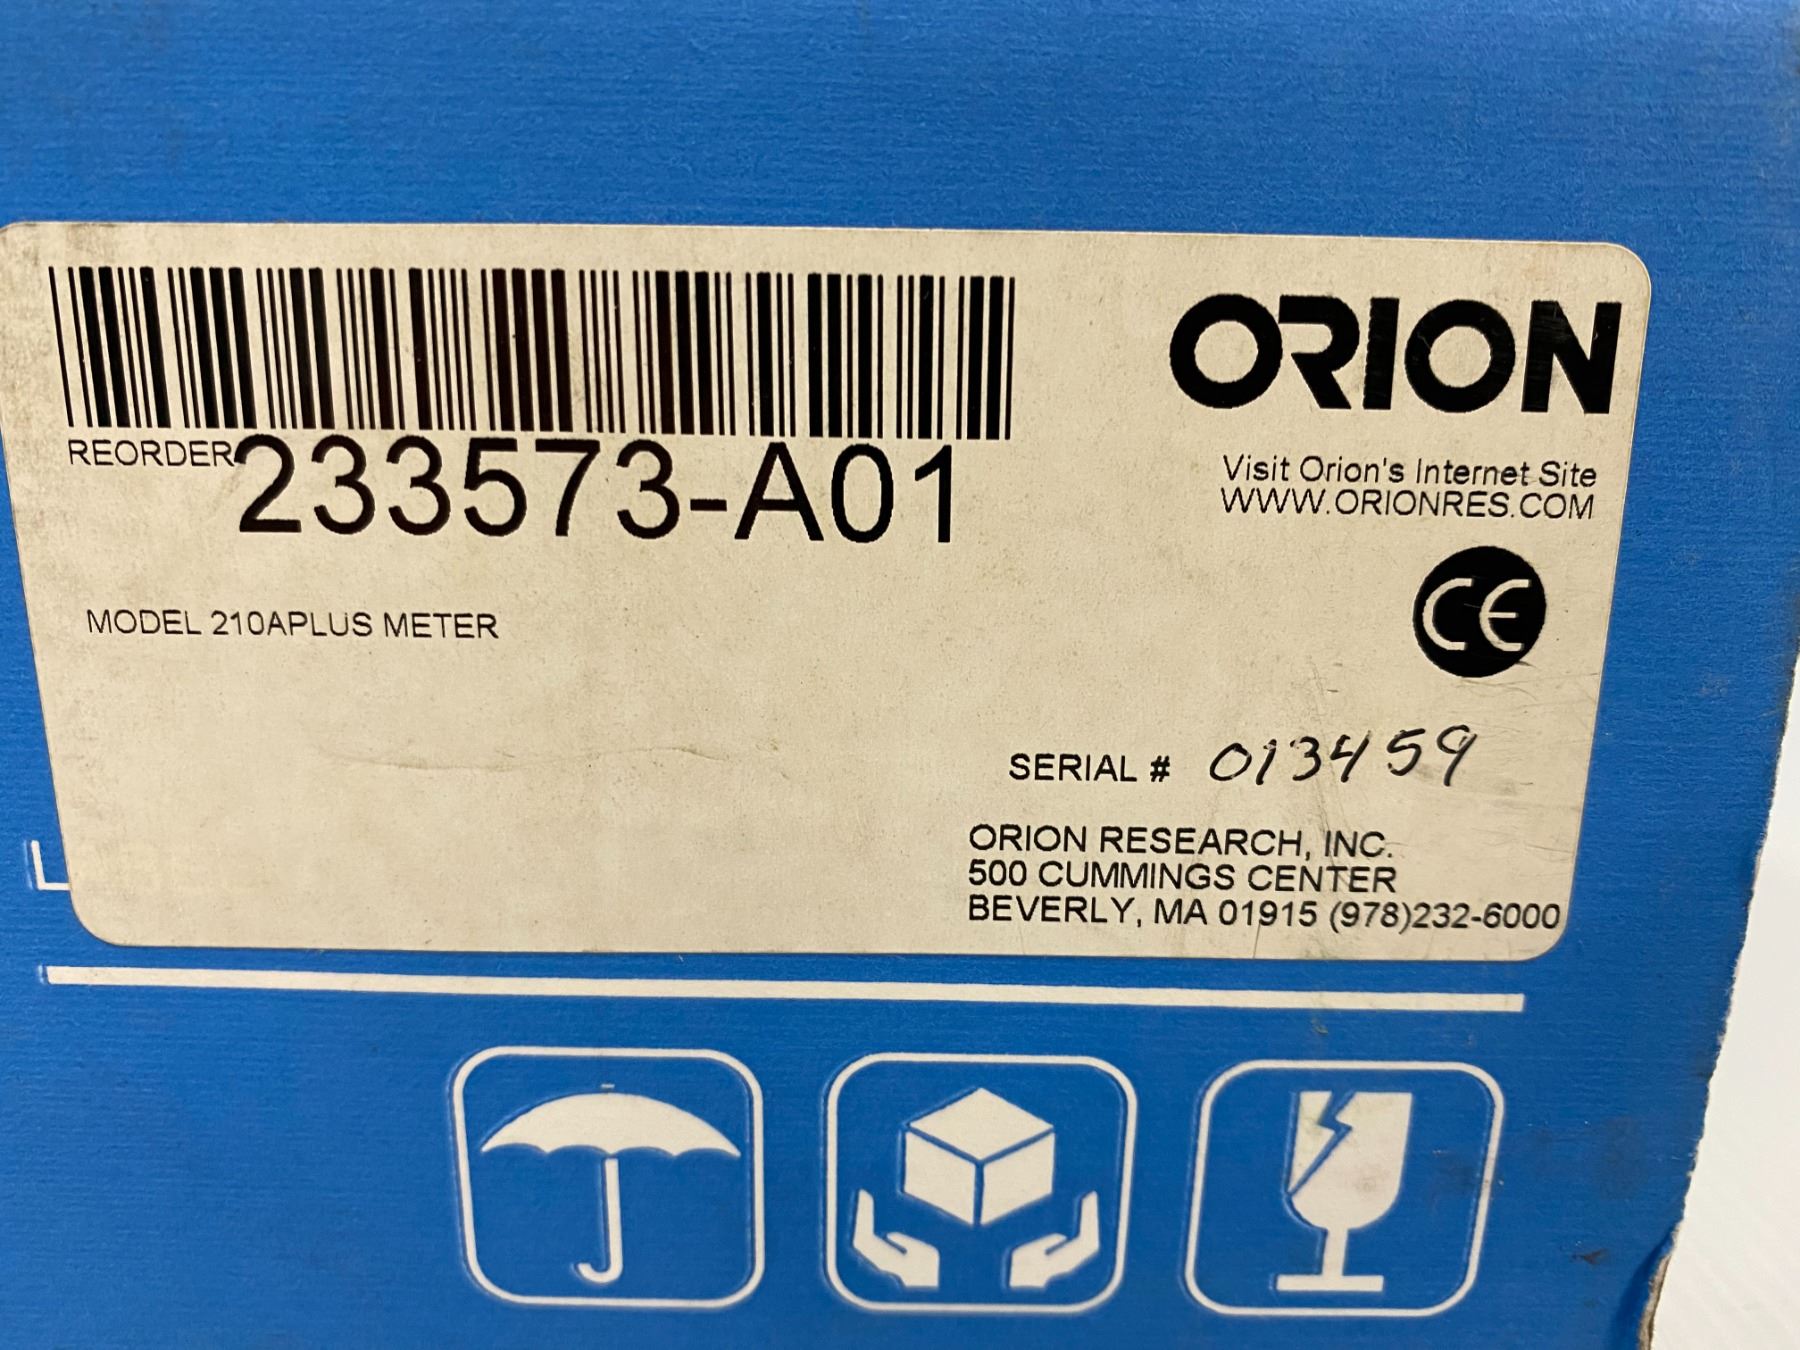 ORION
REORDER 233573-A01
Visit Orion's Internet Site
WWW.ORIONRES.COM
CE
MODEL 210APLUS METER
SERIAL # 013459
ORION RESEARCH, INC.
500 CUMMINGS CENTER
BEVERLY, MA 01915 (978)232-6000